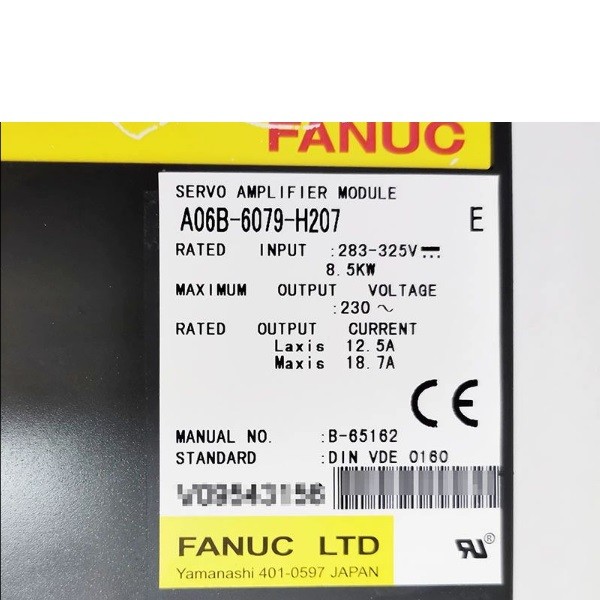 FANUC
SERVO AMPLIFIER MODULE
A06B-6079-H207 E
RATED INPUT :283-325V⎓
8.5KW
MAXIMUM OUTPUT VOLTAGE
:230～
RATED OUTPUT CURRENT
Laxis 12.5A
Maxis 18.7A
CE
MANUAL NO. :B-65162
STANDARD :DIN VDE 0160
FANUC LTD
Yamanashi 401-0597 JAPAN